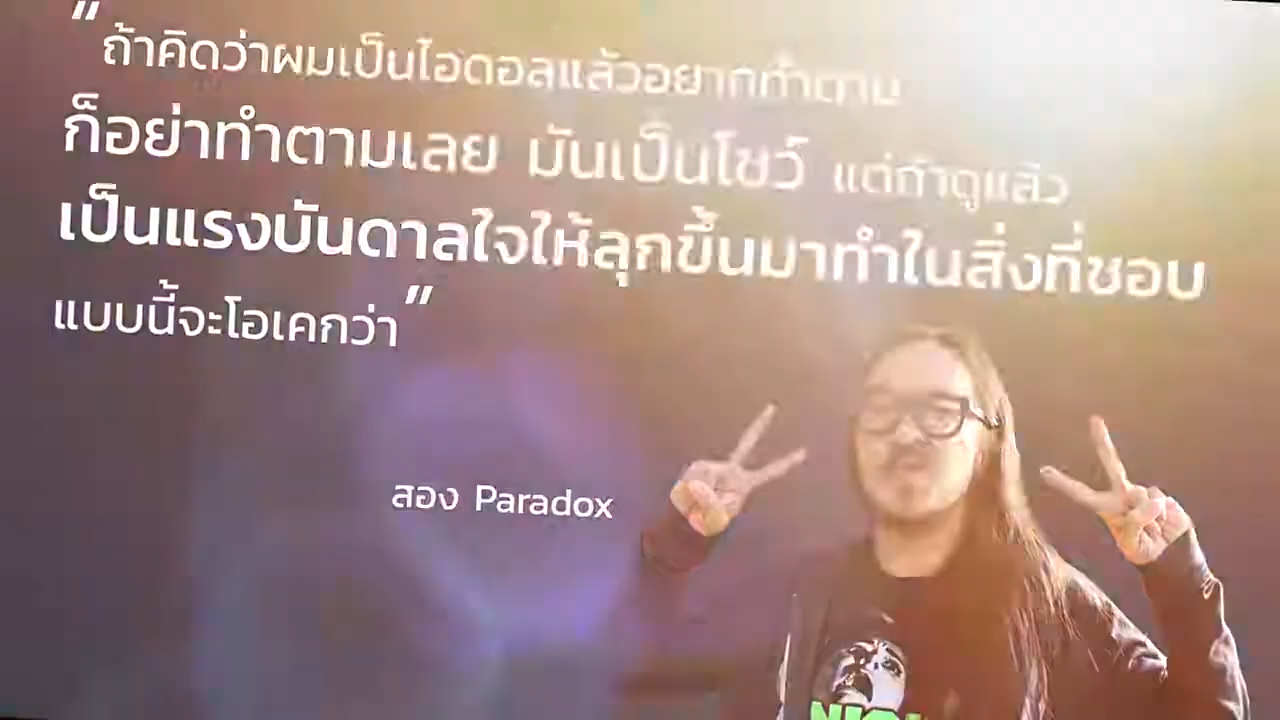 "ถ้าคิดว่าผมเป็นไอดอลแล้วอยากทำตาม
ก็อย่าทำตามเลย มันเป็นโชว์ แต่ถ้าดูแล้ว
เป็นแรงบันดาลใจให้ลุกขึ้นมาทำในสิ่งที่ชอบ
แบบนี้จะโอเคกว่า"
สอง Paradox